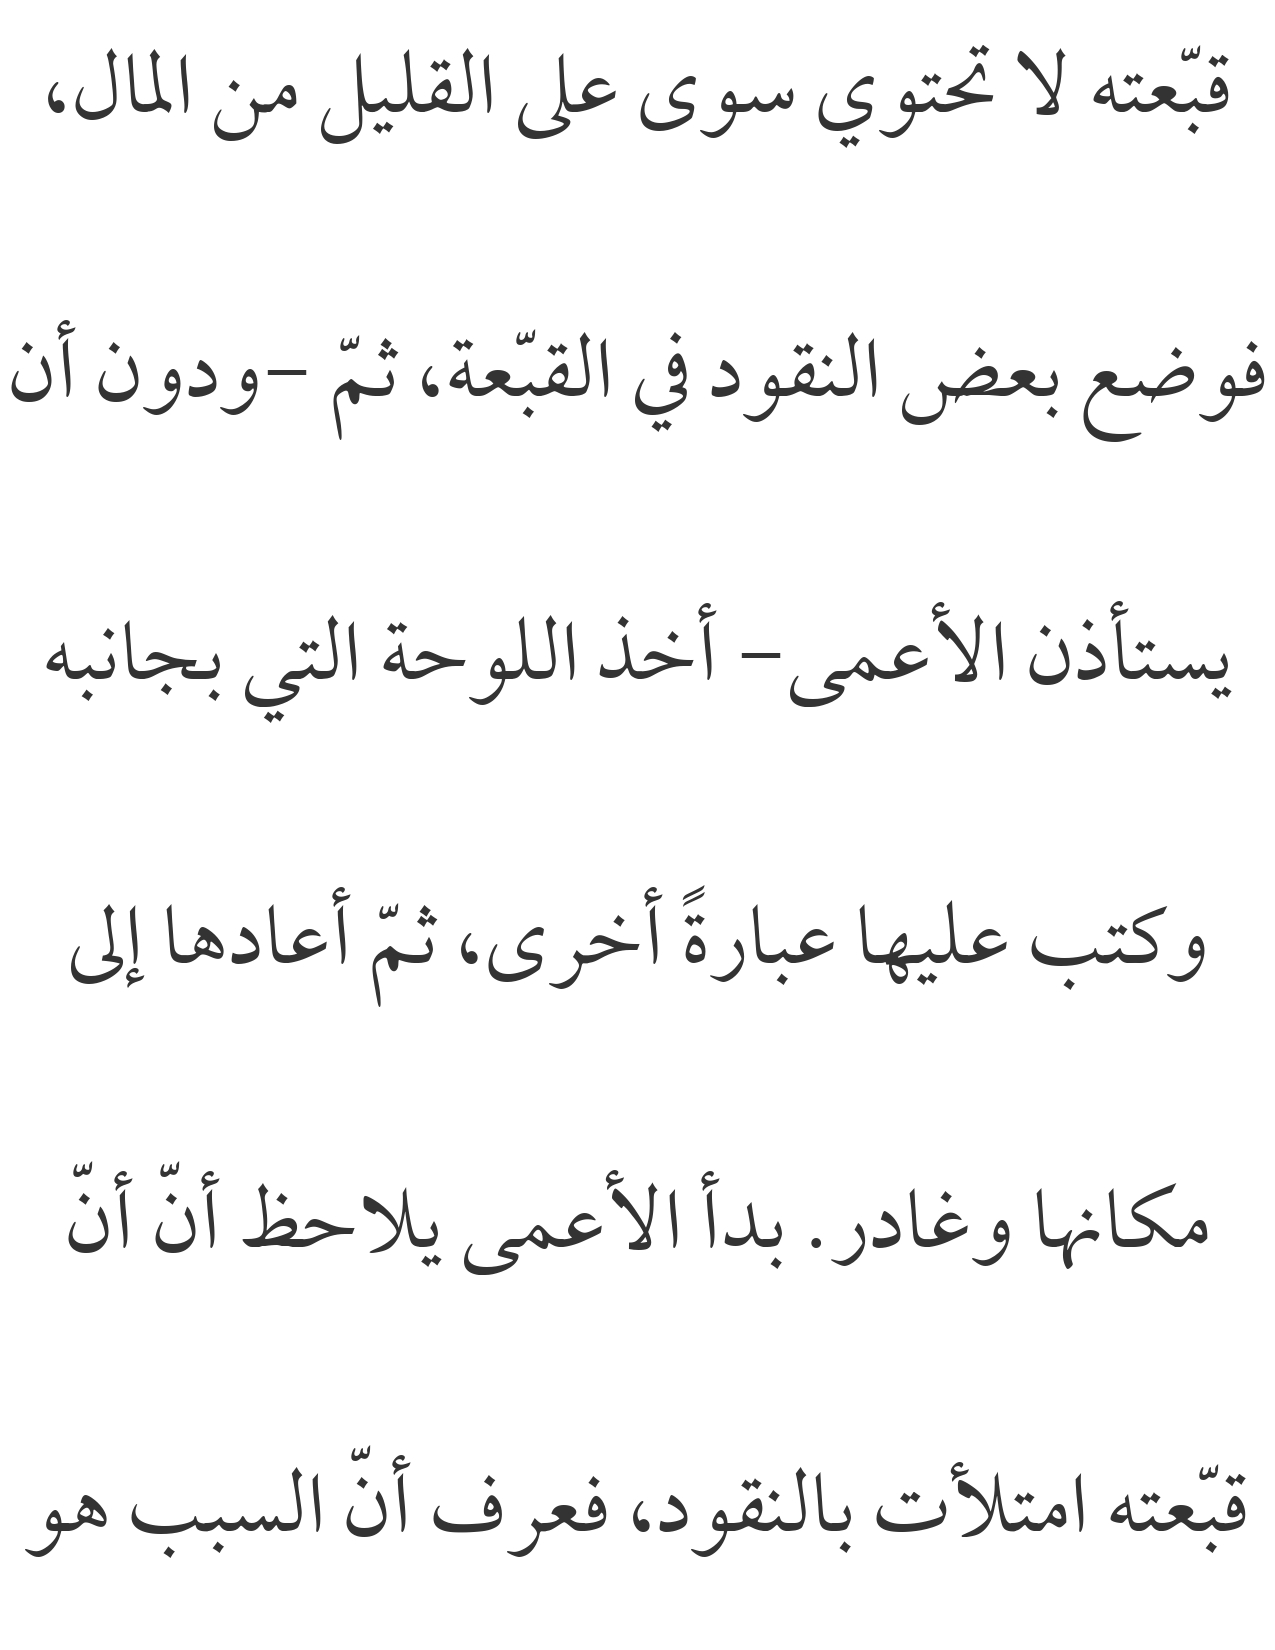 قبّعته لا تحتوي سوى على القليل من المال،
فوضع بعض النقود في القبّعة، ثمّ –ودون أن
يستأذن الأعمى– أخذ اللوحة التي بجانبه
وكتب عليها عبارةً أخرى، ثمّ أعادها إلى
مكانها وغادر. بدأ الأعمى يلاحظ أنّ أنّ
قبّعته امتلأت بالنقود، فعرف أنّ السبب هو